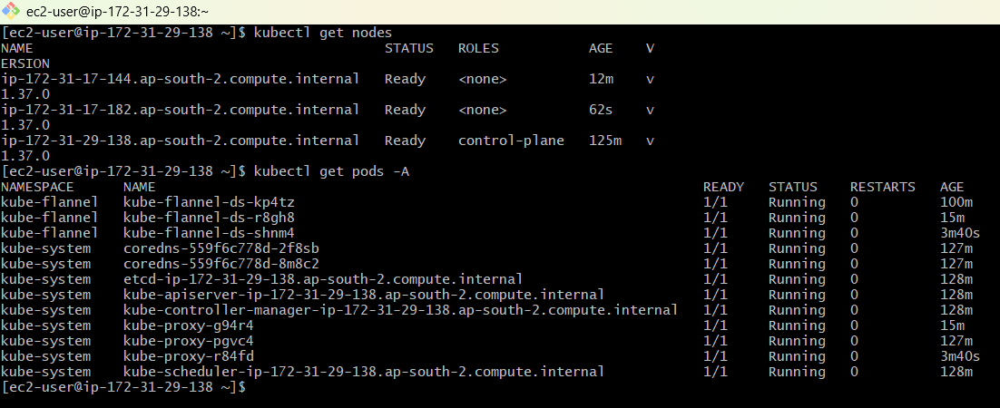 ec2-user@ip-172-31-29-138:~
[ec2-user@ip-172-31-29-138 ~]$ kubectl get nodes
NAME                                           STATUS   ROLES           AGE    V
ERSION
ip-172-31-17-144.ap-south-2.compute.internal   Ready    <none>          12m    v
1.37.0
ip-172-31-17-182.ap-south-2.compute.internal   Ready    <none>          62s    v
1.37.0
ip-172-31-29-138.ap-south-2.compute.internal   Ready    control-plane   125m   v
1.37.0
[ec2-user@ip-172-31-29-138 ~]$ kubectl get pods -A
NAMESPACE      NAME                                                                   READY   STATUS    RESTARTS   AGE
kube-flannel   kube-flannel-ds-kp4tz                                                  1/1     Running   0          100m
kube-flannel   kube-flannel-ds-r8gh8                                                  1/1     Running   0          15m
kube-flannel   kube-flannel-ds-shnm4                                                  1/1     Running   0          3m40s
kube-system    coredns-559f6c778d-2f8sb                                               1/1     Running   0          127m
kube-system    coredns-559f6c778d-8m8c2                                               1/1     Running   0          127m
kube-system    etcd-ip-172-31-29-138.ap-south-2.compute.internal                      1/1     Running   0          128m
kube-system    kube-apiserver-ip-172-31-29-138.ap-south-2.compute.internal            1/1     Running   0          128m
kube-system    kube-controller-manager-ip-172-31-29-138.ap-south-2.compute.internal   1/1     Running   0          128m
kube-system    kube-proxy-g94r4                                                       1/1     Running   0          15m
kube-system    kube-proxy-pgvc4                                                       1/1     Running   0          127m
kube-system    kube-proxy-r84fd                                                       1/1     Running   0          3m40s
kube-system    kube-scheduler-ip-172-31-29-138.ap-south-2.compute.internal            1/1     Running   0          128m
[ec2-user@ip-172-31-29-138 ~]$